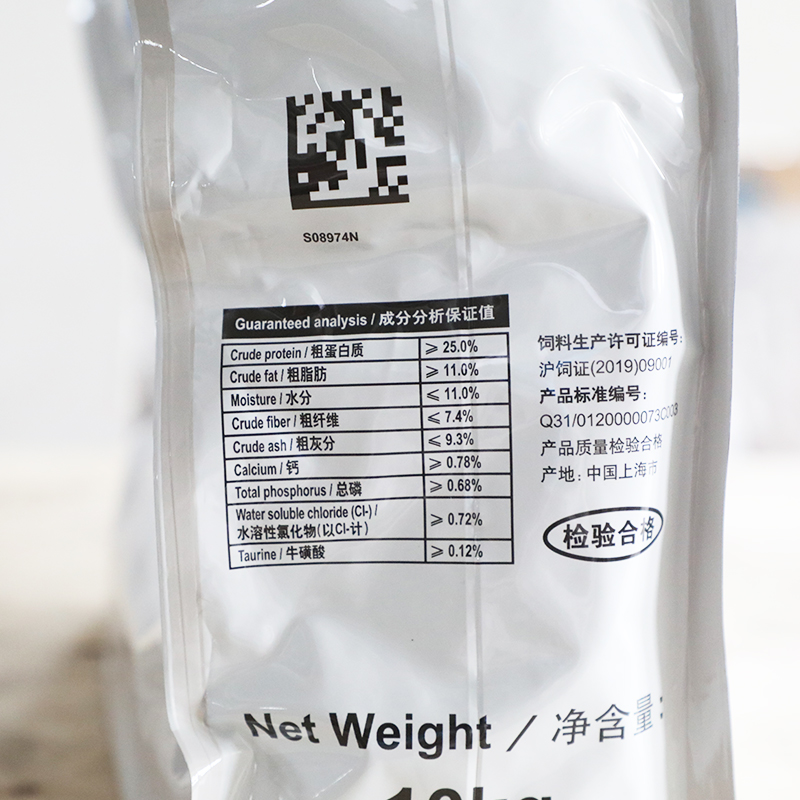 S08974N
Guaranteed analysis / 成分分析保证值
Crude protein / 粗蛋白质 ⩾ 25.0%
Crude fat / 粗脂肪 ⩾ 11.0%
Moisture / 水分 ⩽ 11.0%
Crude fiber / 粗纤维 ⩽ 7.4%
Crude ash / 粗灰分 ⩽ 9.3%
Calcium / 钙 ⩾ 0.78%
Total phosphorus / 总磷 ⩾ 0.68%
Water soluble chloride (Cl-) /
水溶性氯化物(以Cl-计) ⩾ 0.72%
Taurine / 牛磺酸 ⩾ 0.12%
饲料生产许可证编号:
沪饲证(2019)09001
产品标准编号:
Q31/0120000073C003
产品质量检验合格
产地: 中国上海市
检验合格
Net Weight / 净含量: